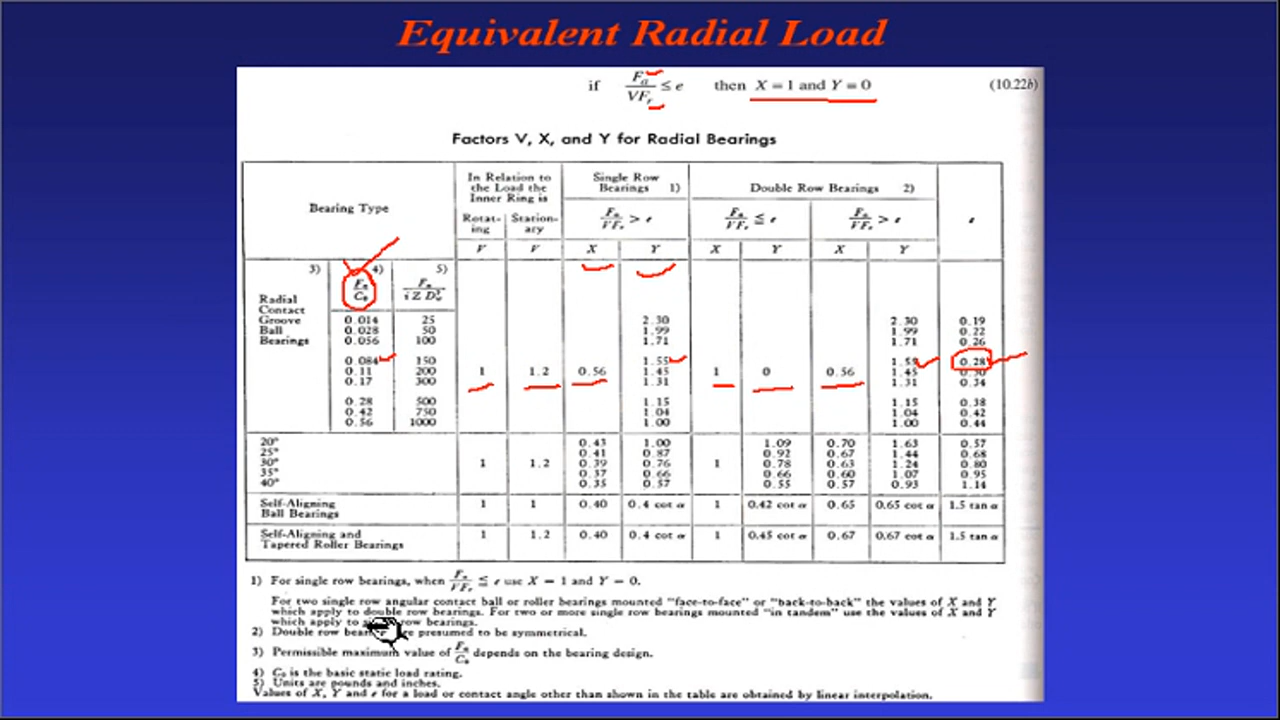 Equivalent Radial Load
if Fa/VFr ≤ e then X = 1 and Y = 0 (10.22b)
Factors V, X, and Y for Radial Bearings
Bearing Type
In Relation to the Load the Inner Ring is
Single Row Bearings 1)
Double Row Bearings 2)
e
Rotating
Stationary
Fa/VFr > e
Fa/VFr ≤ e
Fa/VFr > e
V V X Y X Y X Y
3) 4) 5)
Fa/Co
Fa/i Z Dw²
Radial Contact Groove Ball Bearings
0.014 25 2.30 2.30 0.19
0.028 50 1.99 1.99 0.22
0.056 100 1.71 1.71 0.26
0.084 150 1.55 1.55 0.28
0.11 200 1 1.2 0.56 1.45 1 0 0.56 1.45 0.30
0.17 300 1.31 1.31 0.34
0.28 500 1.15 1.15 0.38
0.42 750 1.04 1.04 0.42
0.56 1000 1.00 1.00 0.44
20° 0.43 1.00 1.09 0.70 1.63 0.57
25° 0.41 0.87 0.92 0.67 1.44 0.68
30° 1 1.2 0.39 0.76 1 0.78 0.63 1.24 0.80
35° 0.37 0.66 0.66 0.60 1.07 0.95
40° 0.35 0.57 0.55 0.57 0.93 1.14
Self-Aligning Ball Bearings 1 1 0.40 0.4 cot α 1 0.42 cot α 0.65 0.65 cot α 1.5 tan α
Self-Aligning and Tapered Roller Bearings 1 1.2 0.40 0.4 cot α 1 0.45 cot α 0.67 0.67 cot α 1.5 tan α
1) For single row bearings, when Fa/VFr ≤ e use X = 1 and Y = 0.
For two single row angular contact ball or roller bearings mounted "face-to-face" or "back-to-back" the values of X and Y
which apply to double row bearings. For two or more single row bearings mounted "in tandem" use the values of X and Y
which apply to row bearings.
2) Double row presumed to be symmetrical.
3) Permissible maximum value of Fa/Co depends on the bearing design.
4) Co is the basic static load rating.
5) Units are pounds and inches.
Values of X, Y and e for a load or contact angle other than shown in the table are obtained by linear interpolation.